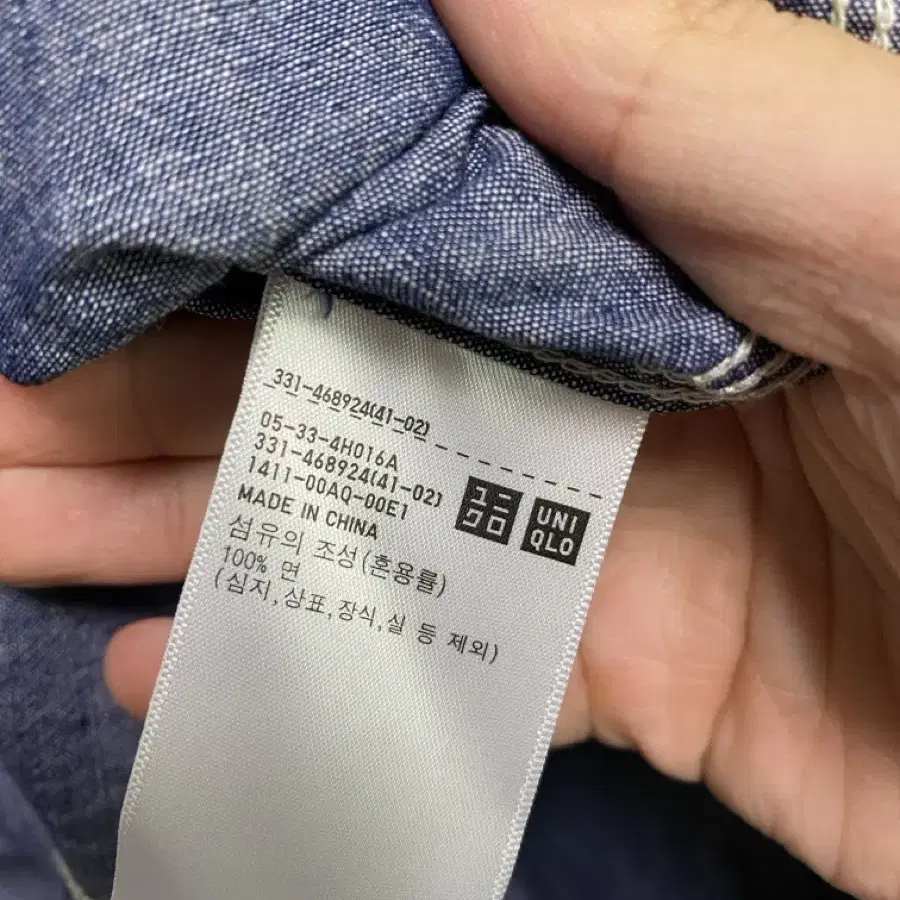 331-468924(41-02)
05-33-4H016A
331-468924(41-02)
1411-00AQ-00E1
MADE IN CHINA
섬유의 조성(혼용률)
100% 면
(심지,상표,장식,실 등 제외)
ユニ
クロ
UNI
QLO